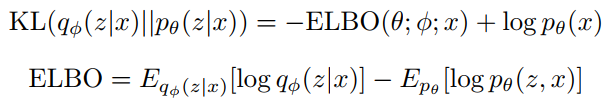 KL(q_ϕ(z|x)||p_θ(z|x)) = −ELBO(θ; ϕ; x) + log p_θ(x)
ELBO = E_{q_ϕ(z|x)}[log q_ϕ(z|x)] − E_{p_θ}[log p_θ(z, x)]